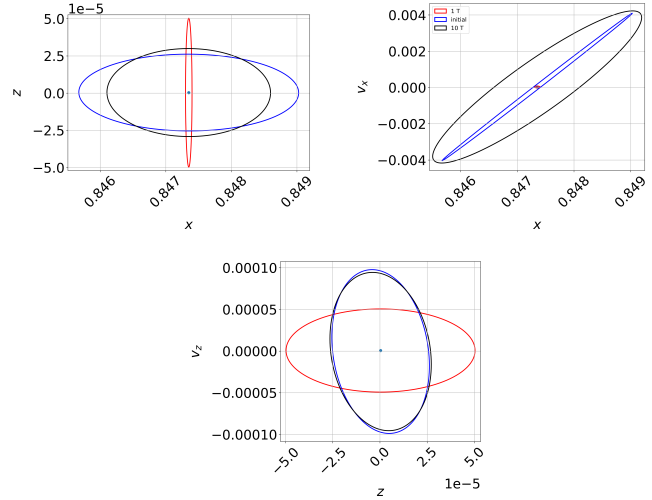 1e−5
5.0
2.5
0.0
−2.5
−5.0
z
0.846
0.847
0.848
0.849
x
1 T
initial
10 T
0.004
0.002
0.000
−0.002
−0.004
v_x
0.846
0.847
0.848
0.849
x
0.00010
0.00005
0.00000
−0.00005
−0.00010
v_z
−5.0
−2.5
0.0
2.5
5.0
1e−5
z